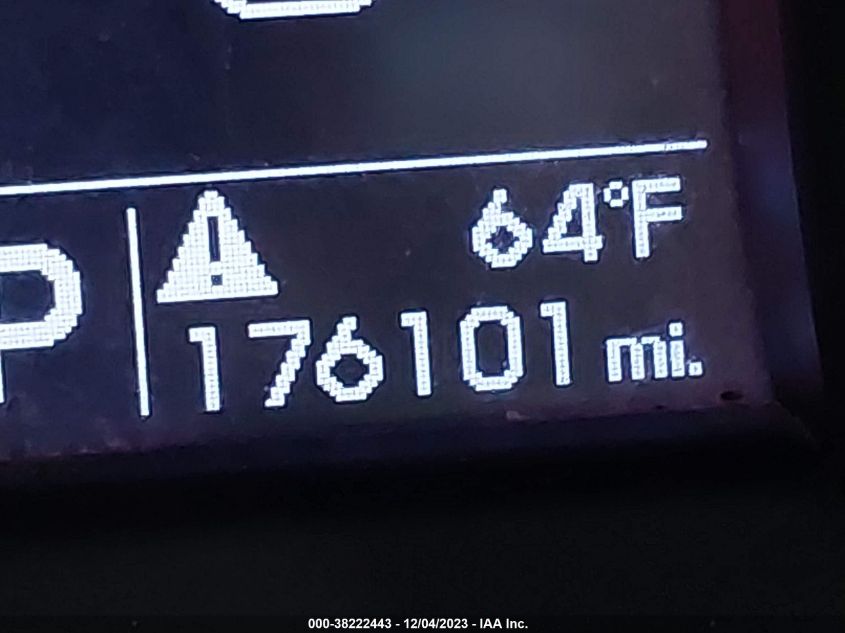 64°F
P
176101 mi.
000-38222443 - 12/04/2023 - IAA Inc.